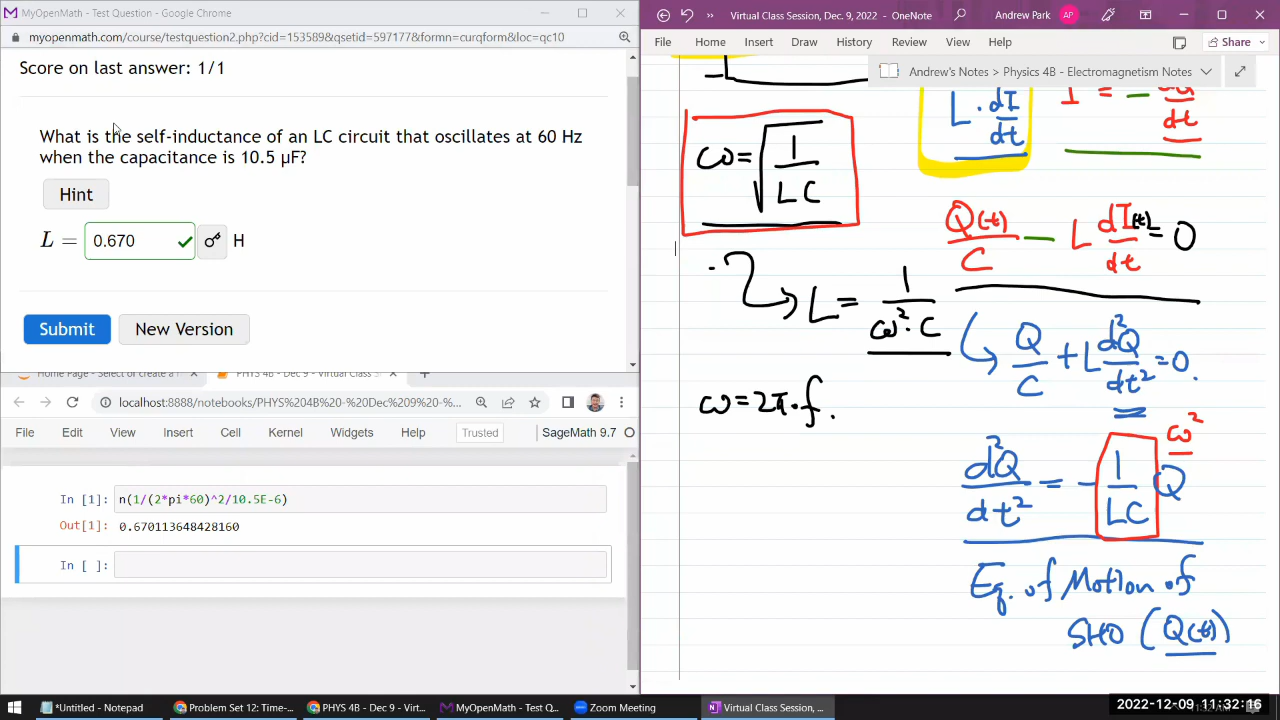 MyOpenMath - Test Question - Google Chrome
myopenmath.com/course/testquestion2.php?cid=153589&qsetid=597177&formn=curqform&loc=qc10
Score on last answer: 1/1
What is the self-inductance of an LC circuit that oscillates at 60 Hz
when the capacitance is 10.5 μF?
Hint
L = 0.670 H
Submit New Version
Home Page - Select or create a
PHYS 4B - Dec 9 - Virtual Class S
localhost:8888/notebooks/PHYS%204B%20-%20Dec%209%20-%20%...
File Edit View Insert Cell Kernel Widgets Help Trusted SageMath 9.7
In [1]: n(1/(2*pi*60)^2/10.5E-6)
Out[1]: 0.670113648428160
In [ ]:
Virtual Class Session, Dec. 9, 2022 - OneNote
Andrew Park AP
File Home Insert Draw History Review View Help Share
Andrew's Notes > Physics 4B - Electromagnetism Notes
L · dI/dt
I = - dQ/dt
ω = √(1/LC)
Q(t)/C - L dI(t)/dt = 0
L = 1/(ω²·C)
Q/C + L d²Q/dt² = 0.
ω = 2π·f.
ω²
d²Q/dt² = - 1/LC Q
Eq. of Motion of
SHO (Q(t))
*Untitled - Notepad
Problem Set 12: Time-...
PHYS 4B - Dec 9 - Virt...
MyOpenMath - Test Q...
Zoom Meeting
Virtual Class Session, ...
2022-12-09 11:32:16